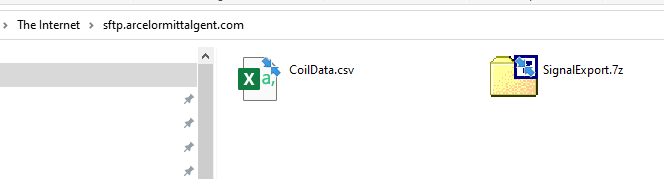 The Internet > sftp.arcelormittalgent.com
CoilData.csv
SignalExport.7z